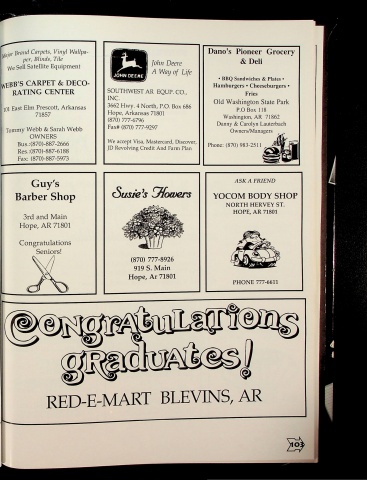 Major Brand Carpets, Vinyl Wallpa-
per, Blinds, Tile
We Sell Satellite Equipment
WEBB'S CARPET & DECO-
RATING CENTER
101 East Elm Prescott, Arkansas
71857
Tommy Webb & Sarah Webb
OWNERS
Bus.:(870)-887-2666
Res.:(870)-887-6188
Fax: (870)-887-5973
JOHN DEERE
John Deere
A Way of Life
SOUTHWEST AR. EQUIP. CO.,
INC.
3662 Hwy. 4 North, P.O. Box 686
Hope, Arkansas 71801
(870) 777-6796
Fax# (870) 777-9297
We accept Visa, Mastercard, Discover,
JD Revolving Credit And Farm Plan
Dano's Pioneer Grocery
& Deli
• BBQ Sandwiches & Plates •
Hamburgers • Cheeseburgers •
Fries
Old Washington State Park
P.O Box 118
Washington, AR 71862
Danny & Carolyn Lauterbach
Owners/Managers
Phone: (870) 983-2511
Guy's
Barber Shop
3rd and Main
Hope, AR 71801
Congratulations
Seniors!
Susie's Flowers
(870) 777-8926
919 S. Main
Hope, Ar 71801
ASK A FRIEND
YOCOM BODY SHOP
NORTH HERVEY ST.
HOPE, AR 71801
PHONE 777-6611
CONGRATULATIONS
GRADUATES!
RED-E-MART BLEVINS, AR
103